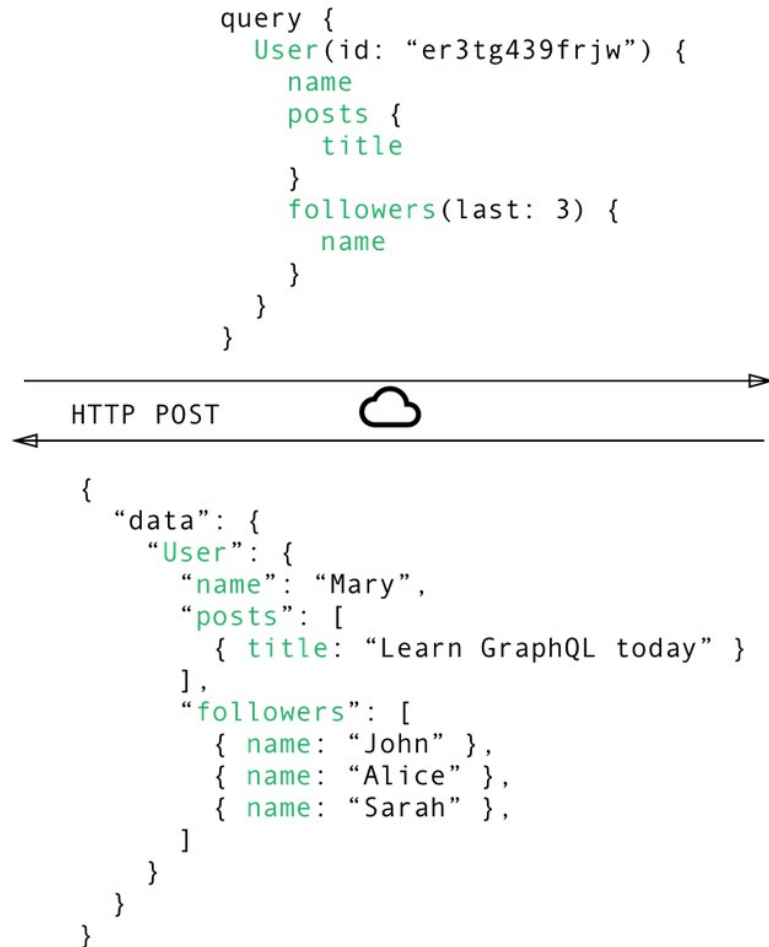 query {
  User(id: “er3tg439frjw”) {
    name
    posts {
      title
    }
    followers(last: 3) {
      name
    }
  }
}
HTTP POST
{
  “data”: {
    “User”: {
      “name”: “Mary”,
      “posts”: [
        { title: “Learn GraphQL today” }
      ],
      “followers”: [
        { name: “John” },
        { name: “Alice” },
        { name: “Sarah” },
      ]
    }
  }
}